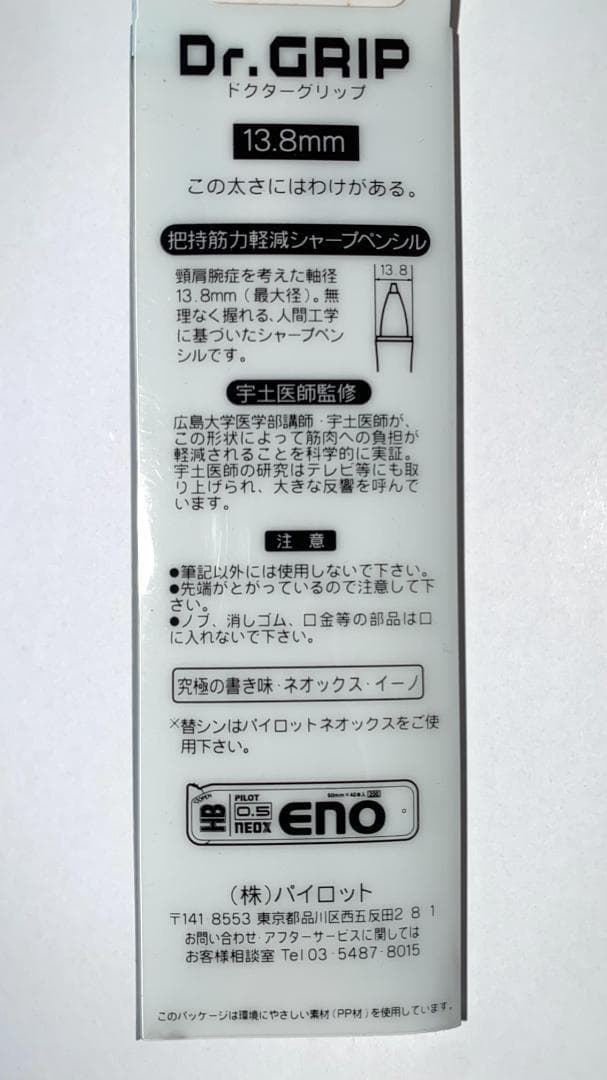 Dr.GRIP
ドクターグリップ
13.8mm
この太さにはわけがある。
把持筋力軽減シャープペンシル
頸肩腕症を考えた軸径
13.8mm（最大径）。無
理なく握れる、人間工学
に基づいたシャープペン
シルです。
13.8
宇土医師監修
広島大学医学部講師・宇土医師が、
この形状によって筋肉への負担が
軽減されることを科学的に実証。
宇土医師の研究はテレビ等にも取
り上げられ、大きな反響を呼んで
います。
注 意
●筆記以外には使用しないで下さい。
●先端がとがっているので注意して下
さい。
●ノブ、消しゴム、口金等の部品は口
に入れないで下さい。
究極の書き味・ネオックス・イーノ
※替シンはパイロットネオックスをご使
用下さい。
OPEN
HB
PILOT
0.5
neox
eno
60mm×40本入 200
（株）パイロット
〒141 8553 東京都品川区西五反田2 8 1
お問い合わせ・アフターサービスに関しては
お客様相談室 Tel 03-5487-8015
このパッケージは環境にやさしい素材（PP材）を使用しています。